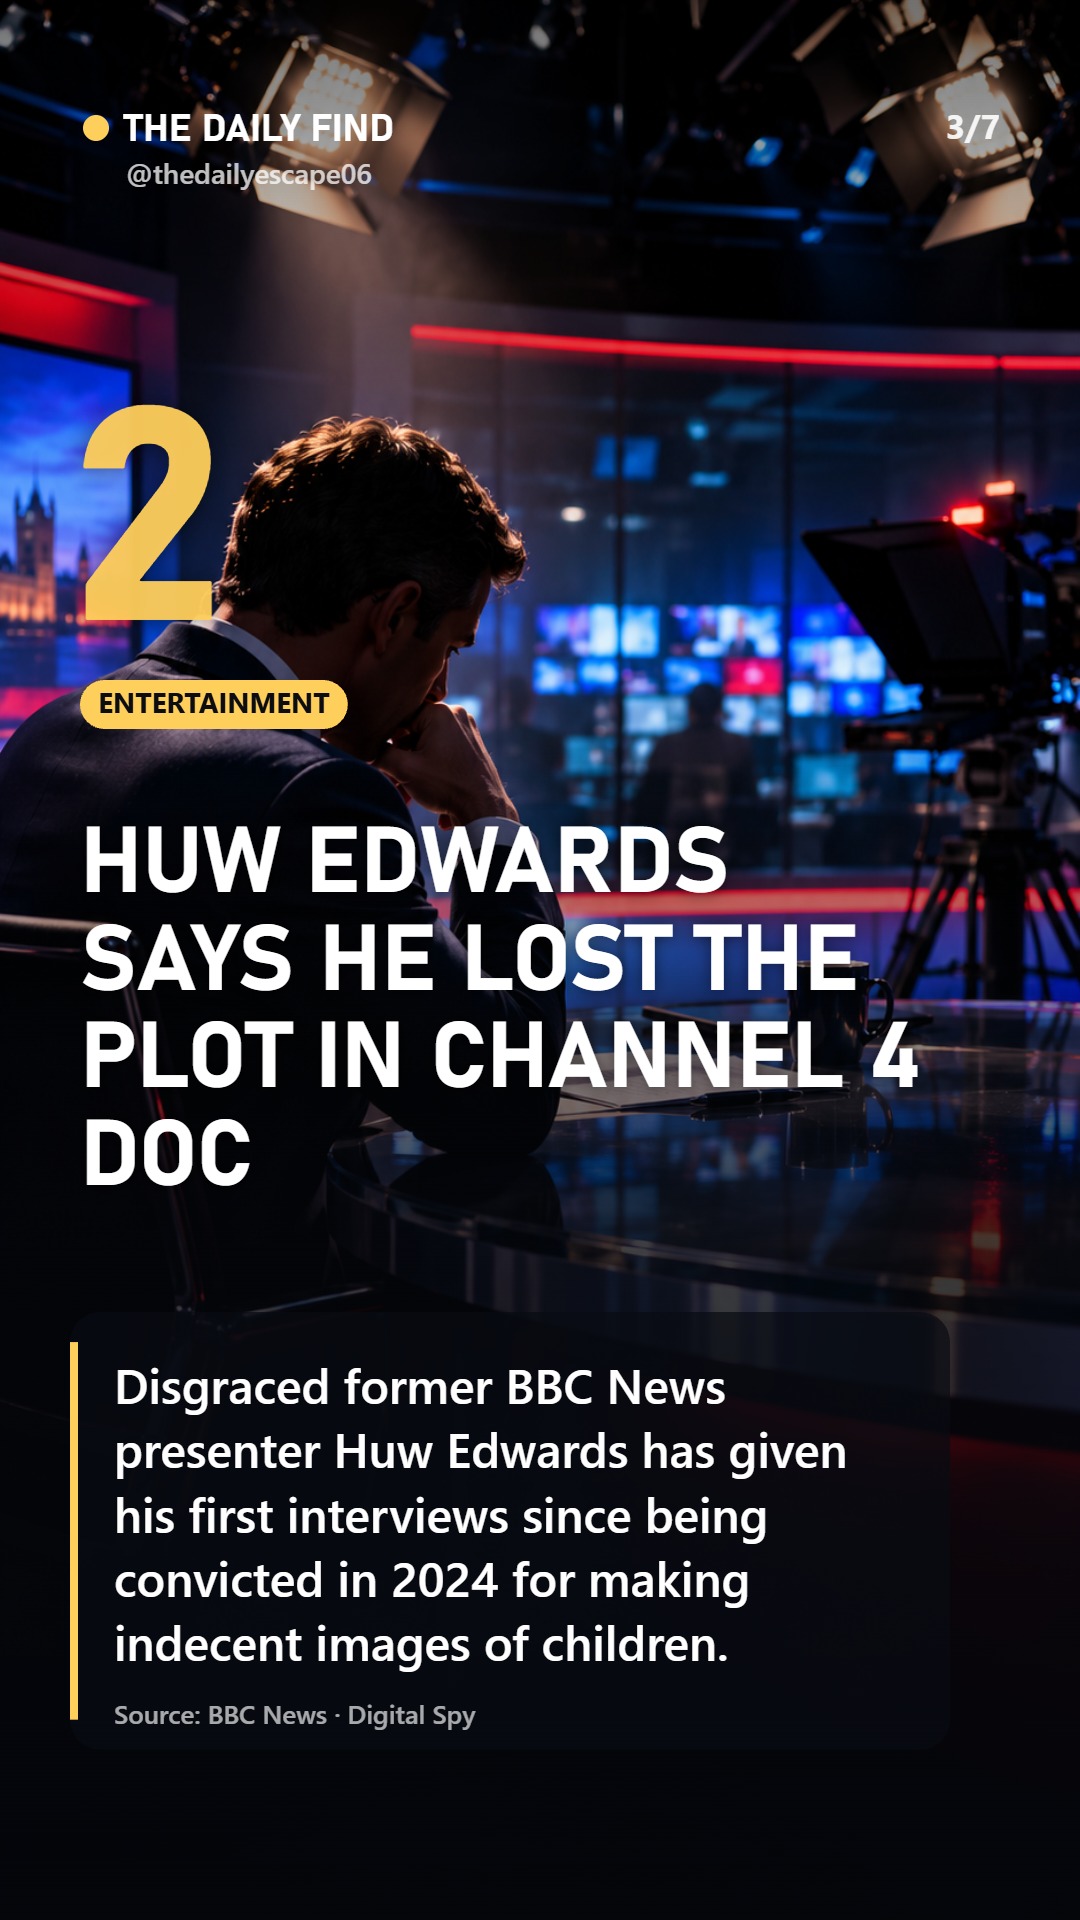 THE DAILY FIND
3/7
@thedailyescape06
2
ENTERTAINMENT
HUW EDWARDS
SAYS HE LOST THE
PLOT IN CHANNEL 4
DOC
Disgraced former BBC News
presenter Huw Edwards has given
his first interviews since being
convicted in 2024 for making
indecent images of children.
Source: BBC News · Digital Spy